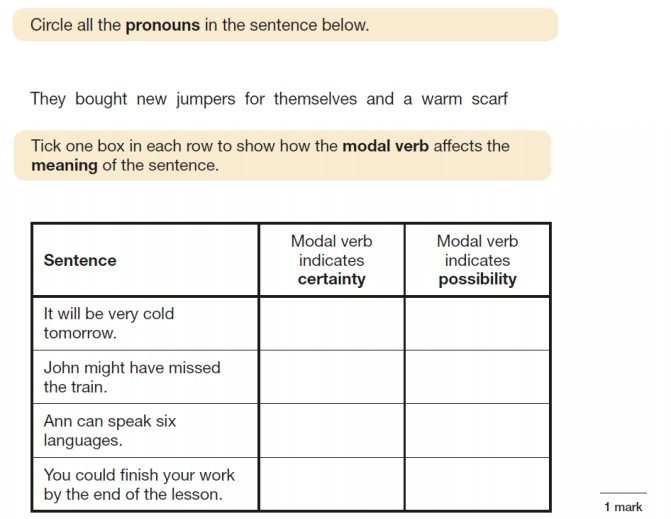 Circle all the pronouns in the sentence below.
They bought new jumpers for themselves and a warm scarf
Tick one box in each row to show how the modal verb affects the
meaning of the sentence.
Sentence
Modal verb
indicates
certainty
Modal verb
indicates
possibility
It will be very cold
tomorrow.
John might have missed
the train.
Ann can speak six
languages.
You could finish your work
by the end of the lesson.
1 mark